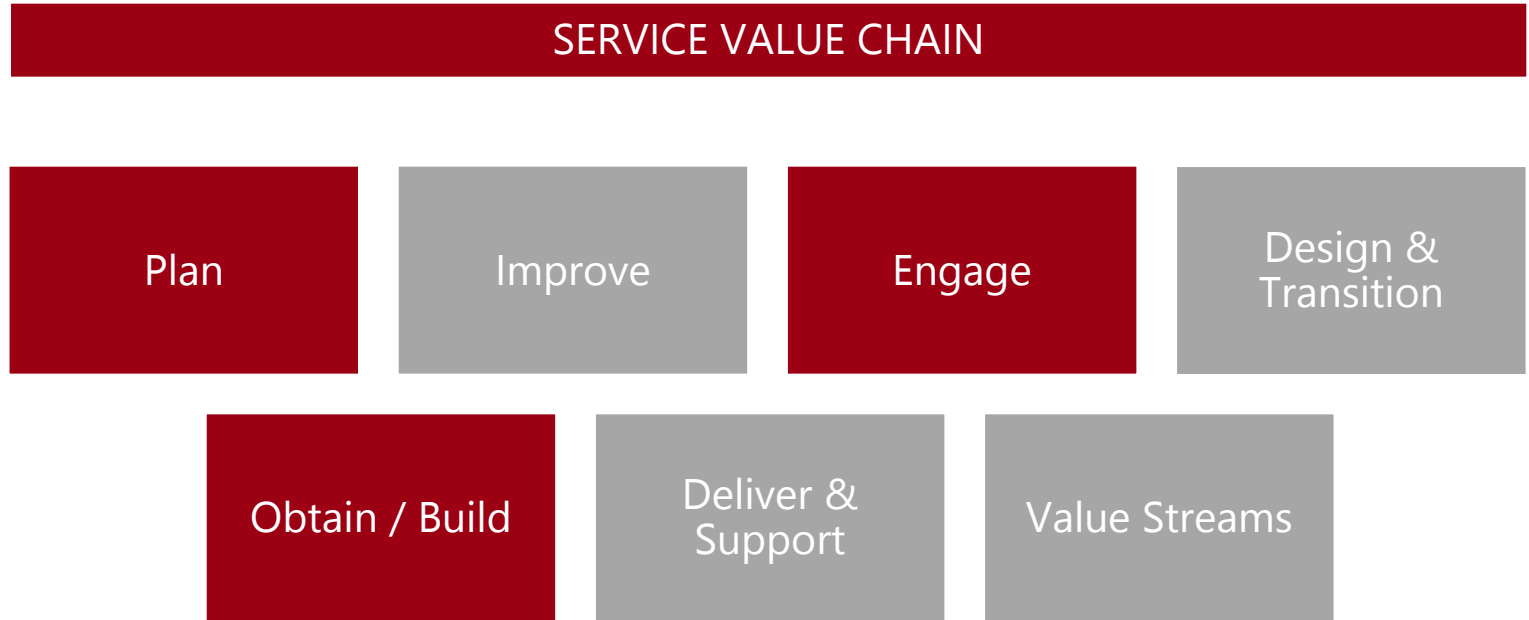 SERVICE VALUE CHAIN
Plan
Improve
Engage
Design &
Transition
Obtain / Build
Deliver &
Support
Value Streams